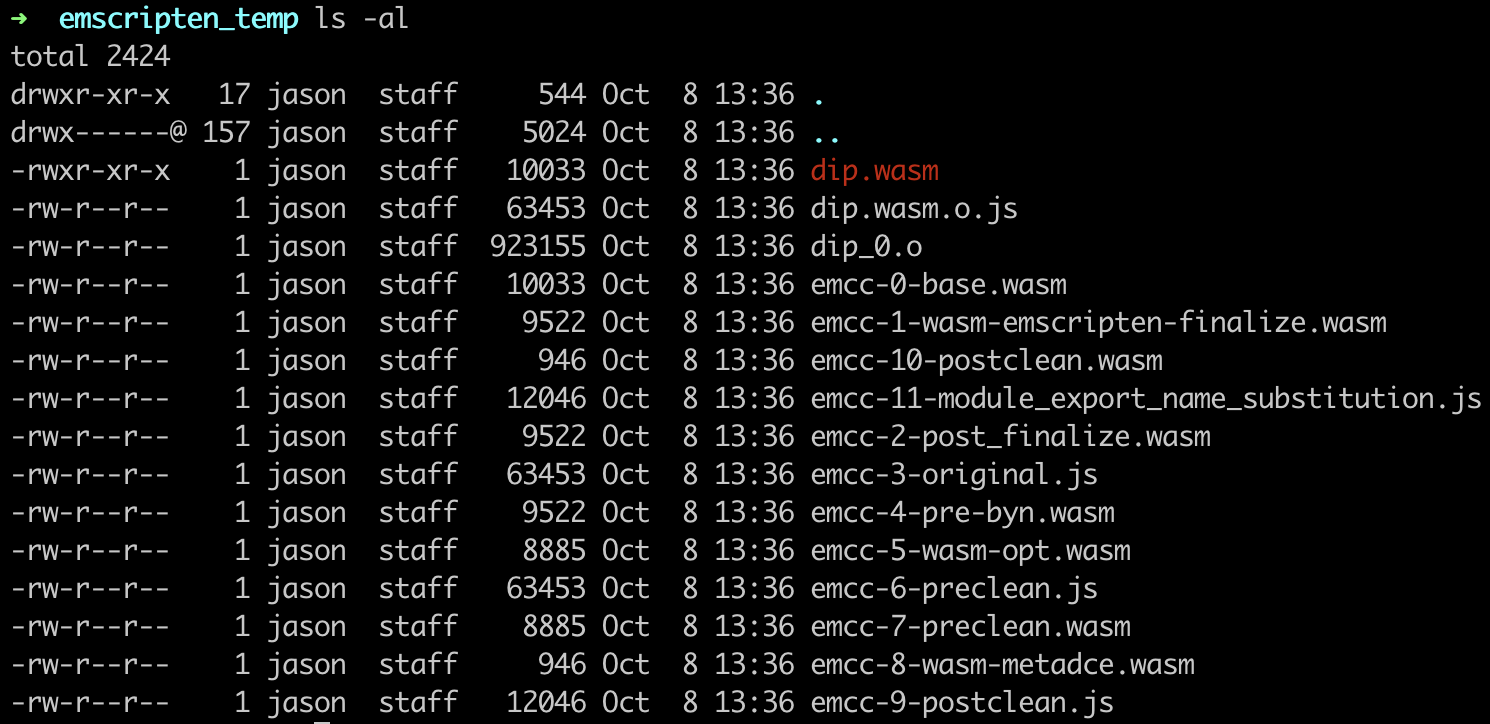 ➜  emscripten_temp ls -al
total 2424
drwxr-xr-x   17 jason  staff     544 Oct  8 13:36 .
drwx------@ 157 jason  staff    5024 Oct  8 13:36 ..
-rwxr-xr-x    1 jason  staff   10033 Oct  8 13:36 dip.wasm
-rw-r--r--    1 jason  staff   63453 Oct  8 13:36 dip.wasm.o.js
-rw-r--r--    1 jason  staff  923155 Oct  8 13:36 dip_0.o
-rw-r--r--    1 jason  staff   10033 Oct  8 13:36 emcc-0-base.wasm
-rw-r--r--    1 jason  staff    9522 Oct  8 13:36 emcc-1-wasm-emscripten-finalize.wasm
-rw-r--r--    1 jason  staff     946 Oct  8 13:36 emcc-10-postclean.wasm
-rw-r--r--    1 jason  staff   12046 Oct  8 13:36 emcc-11-module_export_name_substitution.js
-rw-r--r--    1 jason  staff    9522 Oct  8 13:36 emcc-2-post_finalize.wasm
-rw-r--r--    1 jason  staff   63453 Oct  8 13:36 emcc-3-original.js
-rw-r--r--    1 jason  staff    9522 Oct  8 13:36 emcc-4-pre-byn.wasm
-rw-r--r--    1 jason  staff    8885 Oct  8 13:36 emcc-5-wasm-opt.wasm
-rw-r--r--    1 jason  staff   63453 Oct  8 13:36 emcc-6-preclean.js
-rw-r--r--    1 jason  staff    8885 Oct  8 13:36 emcc-7-preclean.wasm
-rw-r--r--    1 jason  staff     946 Oct  8 13:36 emcc-8-wasm-metadce.wasm
-rw-r--r--    1 jason  staff   12046 Oct  8 13:36 emcc-9-postclean.js